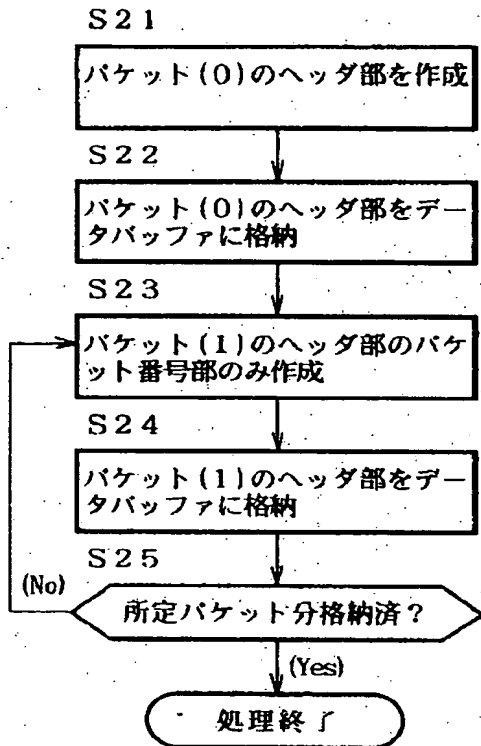 S21
パケット(0)のヘッダ部を作成
S22
パケット(0)のヘッダ部をデー
タバッファに格納
S23
パケット(1)のヘッダ部のパケ
ット番号部のみ作成
S24
パケット(1)のヘッダ部をデー
タバッファに格納
S25
(No)
所定パケット分格納済？
(Yes)
処理終了